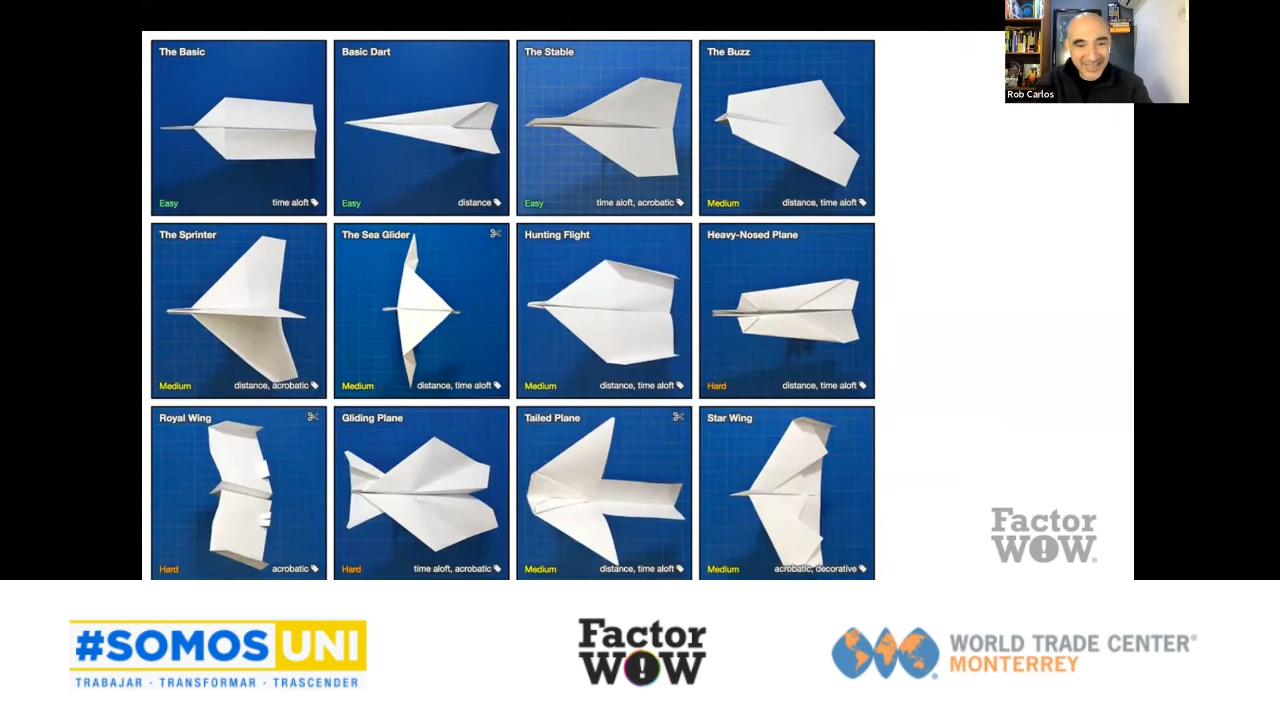 The Basic
Easy
time aloft
Basic Dart
Easy
distance
The Stable
Easy
time aloft, acrobatic
The Buzz
Medium
distance, time aloft
The Sprinter
Medium
distance, acrobatic
The Sea Glider
Medium
distance, time aloft
Hunting Flight
Medium
distance, time aloft
Heavy-Nosed Plane
Hard
distance, time aloft
Royal Wing
Hard
acrobatic
Gliding Plane
Hard
time aloft, acrobatic
Tailed Plane
Medium
distance, time aloft
Star Wing
Medium
acrobatic, decorative
Rob Carlos
Factor
WOW
#SOMOS UNI
TRABAJAR · TRANSFORMAR · TRASCENDER
Factor
WOW
WORLD TRADE CENTER®
MONTERREY